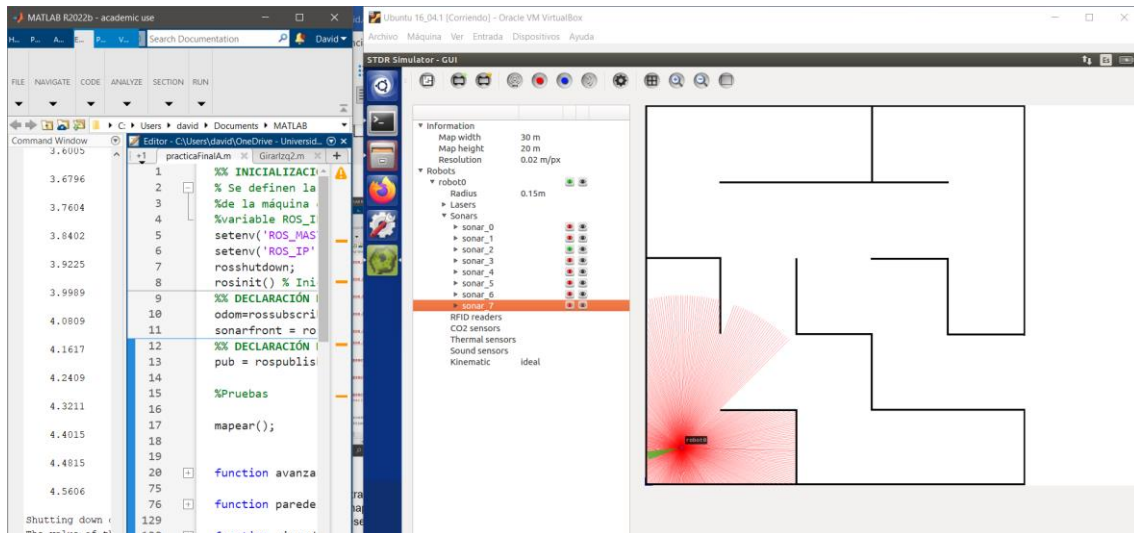 MATLAB R2022b - academic use
H... P... A... E... P... V... Search Documentation David
FILE NAVIGATE CODE ANALYZE SECTION RUN
C: Users david Documents MATLAB
Command Window
3.6005
3.6796
3.7604
3.8402
3.9225
3.9989
4.0809
4.1617
4.2409
4.3211
4.4015
4.4815
4.5606
Shutting down
Editor - C:\Users\david\OneDrive - Universid...
+1 practicaFinalA.m GirarIzq2.m +
1 %% INICIALIZACI
2 % Se definen la
3 %de la máquina
4 %variable ROS_I
5 setenv('ROS_MAS
6 setenv('ROS_IP'
7 rosshutdown;
8 rosinit() % Ini
9 %% DECLARACIÓN
10 odom=rossubscri
11 sonarfront = ro
12 %% DECLARACIÓN
13 pub = rospublis
14
15 %Pruebas
16
17 mapear();
18
19
20 function avanza
75
76 function parede
129
Ubuntu 16_04.1 [Corriendo] - Oracle VM VirtualBox
Archivo Máquina Ver Entrada Dispositivos Ayuda
STDR Simulator - GUI
Es
Information
Map width 30 m
Map height 20 m
Resolution 0.02 m/px
Robots
robot0
Radius 0.15m
Lasers
Sonars
sonar_0
sonar_1
sonar_2
sonar_3
sonar_4
sonar_5
sonar_6
sonar_7
RFID readers
CO2 sensors
Thermal sensors
Sound sensors
Kinematic ideal
robot0